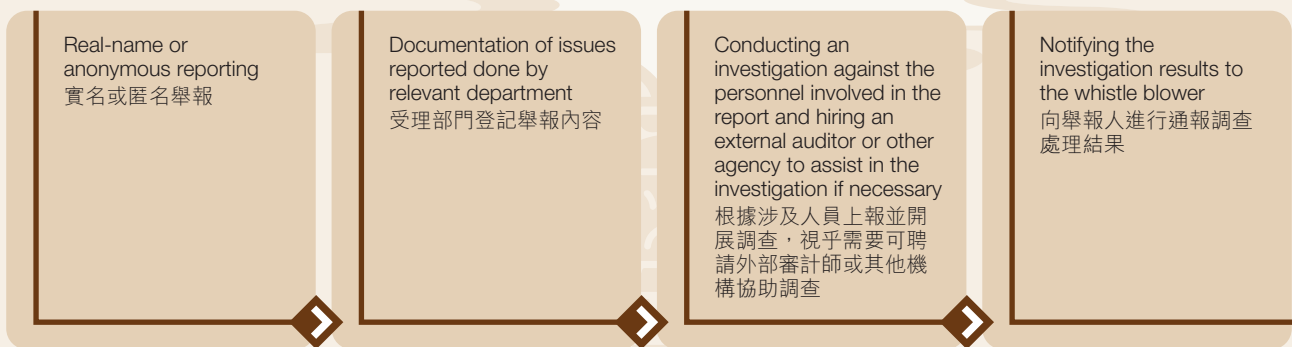 Real-name or
anonymous reporting
實名或匿名舉報
Documentation of issues
reported done by
relevant department
受理部門登記舉報內容
Conducting an
investigation against the
personnel involved in the
report and hiring an
external auditor or other
agency to assist in the
investigation if necessary
根據涉及人員上報並開
展調查，視乎需要可聘
請外部審計師或其他機
構協助調查
Notifying the
investigation results to
the whistle blower
向舉報人進行通報調查
處理結果